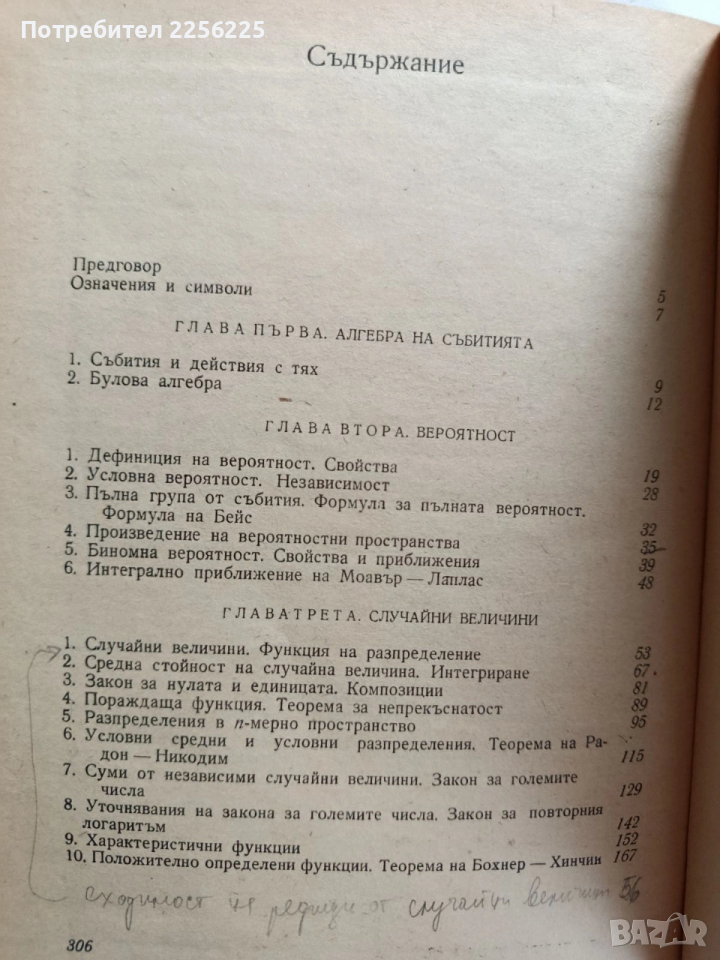 Потребител 2256225
Съдържание
Предговор 5
Означения и символи 7
ГЛАВА ПЪРВА. АЛГЕБРА НА СЪБИТИЯТА
1. Събития и действия с тях 9
2. Булова алгебра 12
ГЛАВА ВТОРА. ВЕРОЯТНОСТ
1. Дефиниция на вероятност. Свойства 19
2. Условна вероятност. Независимост 28
3. Пълна група от събития. Формула за пълната вероятност.
Формула на Бейс 32
4. Произведение на вероятностни пространства 35
5. Биномна вероятност. Свойства и приближения 39
6. Интегрално приближение на Моавър — Лаплас 48
ГЛАВА ТРЕТА. СЛУЧАЙНИ ВЕЛИЧИНИ
1. Случайни величини. Функция на разпределение 53
2. Средна стойност на случайна величина. Интегриране 67
3. Закон за нулата и единицата. Композиции 81
4. Пораждаща функция. Теорема за непрекъснатост 89
5. Разпределения в n-мерно пространство 95
6. Условни средни и условни разпределения. Теорема на Ра-
дон — Никодим 115
7. Суми от независими случайни величини. Закон за големите
числа 129
8. Уточнявания на закона за големите числа. Закон за повторния
логаритъм 142
9. Характеристични функции 152
10. Положително определени функции. Теорема на Бохнер — Хинчин 167
сходимост на редици от случайни величини 56
306
BAZAR